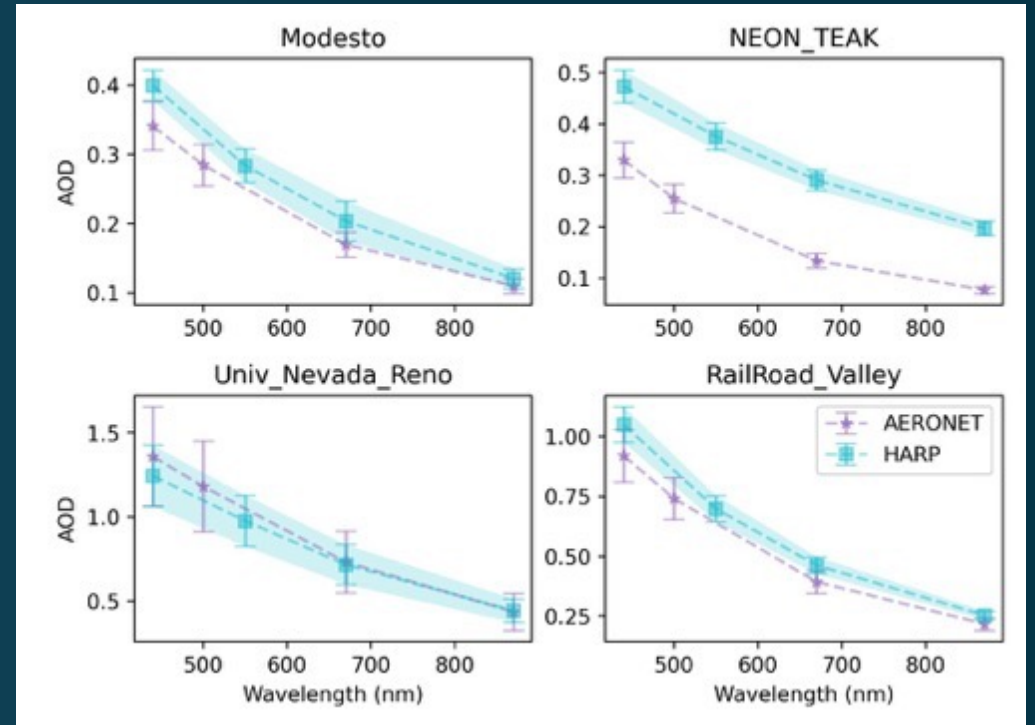 Modesto
NEON_TEAK
0.4
0.3
0.2
0.1
AOD
500 600 700 800
0.5
0.4
0.3
0.2
0.1
500 600 700 800
Univ_Nevada_Reno
RailRoad_Valley
1.5
1.0
0.5
AOD
500 600 700 800
Wavelength (nm)
1.00
0.75
0.50
0.25
AERONET
HARP
500 600 700 800
Wavelength (nm)